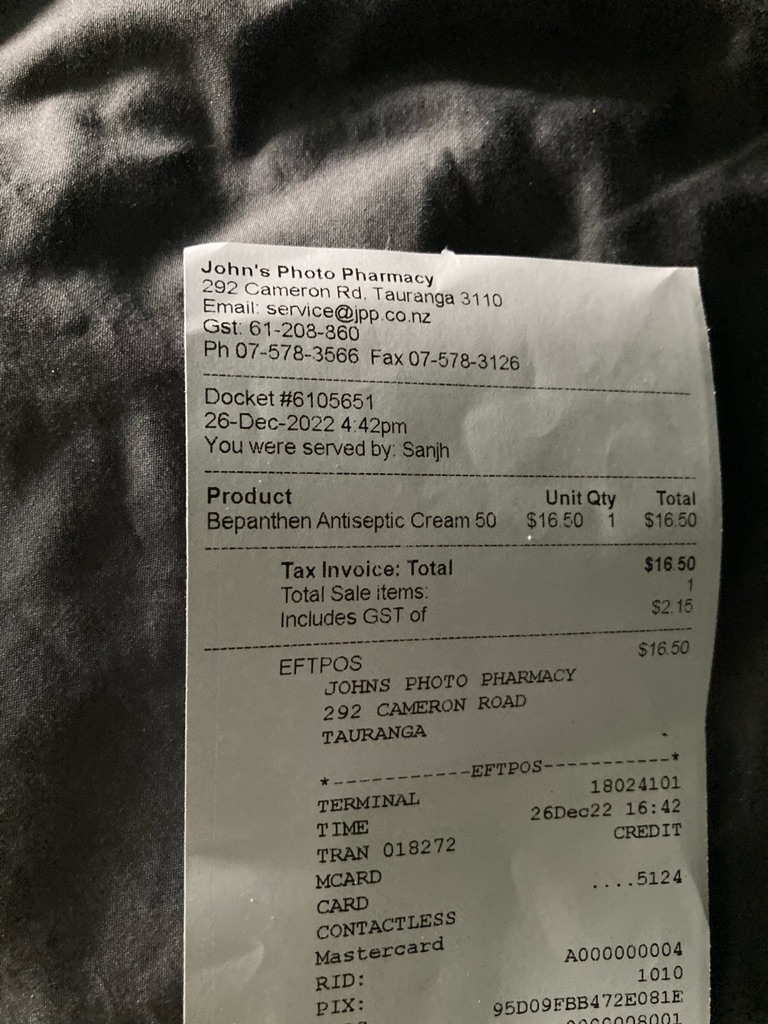 John's Photo Pharmacy
292 Cameron Rd, Tauranga 3110
Email: service@jpp.co.nz
Gst: 61-208-860
Ph 07-578-3566 Fax 07-578-3126
Docket #6105651
26-Dec-2022 4:42pm
You were served by: Sanjh
Product Unit Qty Total
Bepanthen Antiseptic Cream 50 $16.50 1 $16.50
Tax Invoice: Total $16.50
Total Sale items: 1
Includes GST of $2.15
EFTPOS $16.50
JOHNS PHOTO PHARMACY
292 CAMERON ROAD
TAURANGA
*-----------EFTPOS-----------*
TERMINAL 18024101
TIME 26Dec22 16:42
TRAN 018272 CREDIT
MCARD
CARD ....5124
CONTACTLESS
Mastercard
RID: A000000004
PIX: 1010
95D09FBB472E081E